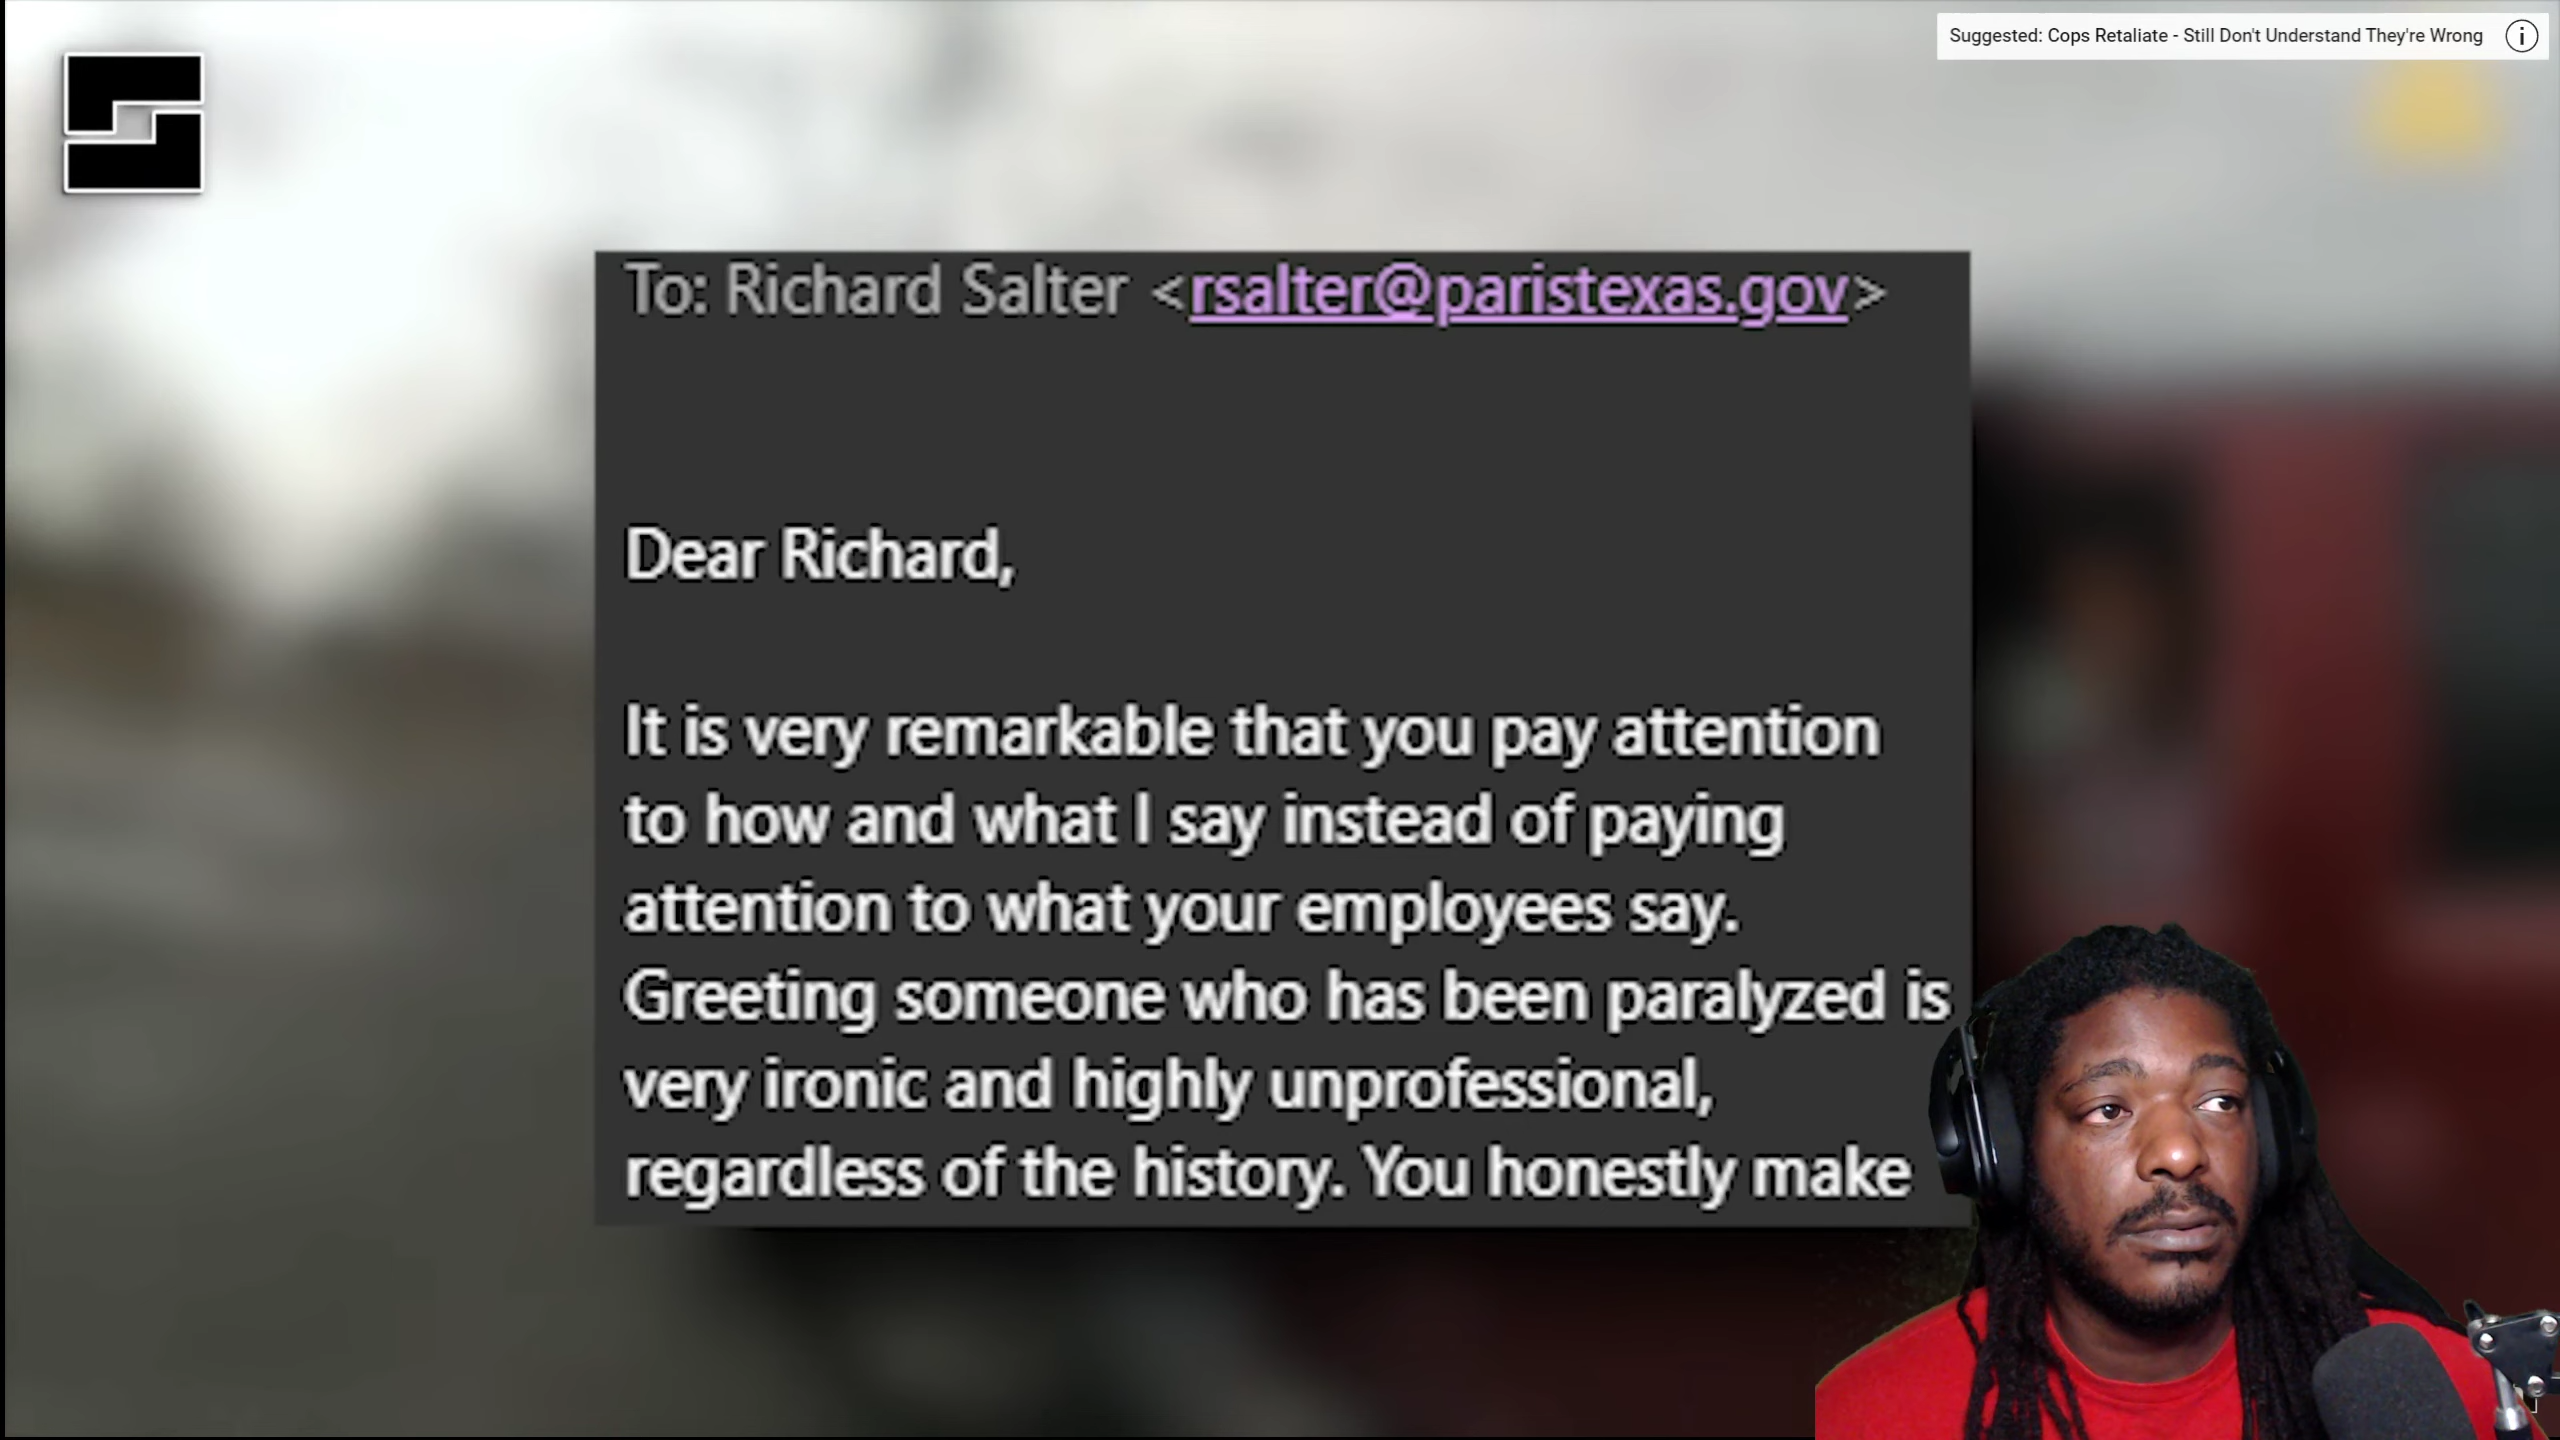 Suggested: Cops Retaliate - Still Don't Understand They're Wrong
To: Richard Salter <rsalter@paristexas.gov>
Dear Richard,
It is very remarkable that you pay attention
to how and what I say instead of paying
attention to what your employees say.
Greeting someone who has been paralyzed is
very ironic and highly unprofessional,
regardless of the history. You honestly make